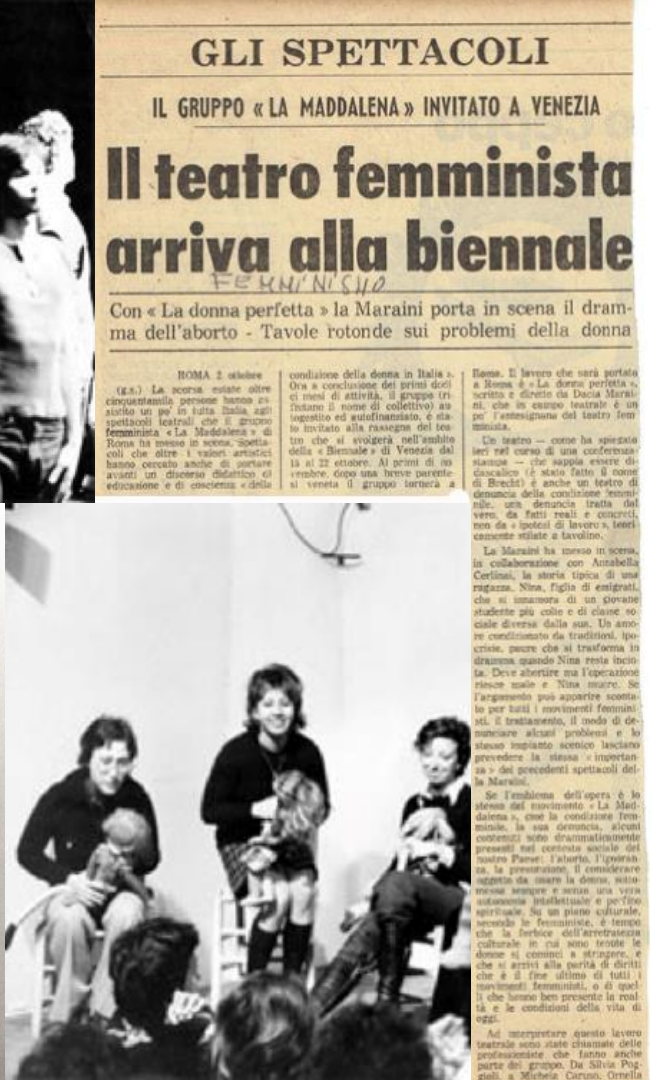 GLI SPETTACOLI
IL GRUPPO « LA MADDALENA » INVITATO A VENEZIA
Il teatro femminista
arriva alla biennale
FEMMINISMO
Con « La donna perfetta » la Maraini porta in scena il dram-
ma dell'aborto - Tavole rotonde sui problemi della donna
ROMA 2 ottobre
(g.s.) La scorsa estate oltre
cinquantamila persone hanno as
sistito un po' in tutta Italia agli
spettacoli teatrali che il gruppo
femminista « La Maddalena » di
Roma ha messo in scena. Spetta-
coli che oltre i valori artistici
hanno cercato anche di portare
avanti un discorso didattico di
educazione e di coscienza « della
condizione della donna in Italia ».
Ora a conclusione dei primi dodi
ci mesi di attività, il gruppo (ri
fiutano il nome di collettivo) au
togestito ed autofinanziato, è sta
to invitato alla rassegna del tea
tro che si svolgerà nell'ambito
della « Biennale » di Venezia dal
15 al 22 ottobre. Ai primi di no
vembre, dopo una breve parente-
si veneta il gruppo tornerà a
Roma. Il lavoro che sarà portato
a Roma è « La donna perfetta »,
scritto e diretto da Dacia Marai
ni, che in campo teatrale è un
po' l'antesignana del teatro fem
minista.
Un teatro — come ha spiegato
ieri nel corso di una conferenza-
stampa — che sappia essere di-
dascalico (è stato fatto il nome
di Brecht) è anche un teatro di
denuncia della condizione femmi-
nile, una denuncia tratta dal
vero, da fatti reali e concreti,
non da « ipotesi di lavoro », teori
camente stilate a tavolino.
La Maraini ha messo in scena,
in collaborazione con Annabella
Cerliani, la storia tipica di una
ragazza, Nina, figlia di emigrati,
che si innamora di un giovane
studente più colto e di classe so
ciale diversa dalla sua. Un amo-
re condizionato da tradizioni, ipo-
crisie, paure che si trasforma in
dramma quando Nina resta incin-
ta. Deve abortire ma l'operazione
riesce male e Nina muore. Se
l'argomento può apparire sconta-
to per tutti i movimenti femmini-
sti, il trattamento, il modo di de-
nunciare alcuni problemi e lo
stesso impianto scenico lasciano
prevedere la stessa « importan-
za » dei precedenti spettacoli del-
la Maraini.
Se l'emblema dell'opera è lo
stesso del movimento « La Mad-
dalena », cioè la condizione fem-
minile, la sua denuncia, alcuni
contenuti sono drammaticamente
presenti nel contesto sociale del
nostro Paese: l'aborto, l'ignoran-
za, la presunzione, il considerare
oggetto da usare la donna, sotto-
messa sempre e senza una vera
autonomia intellettuale e perfino
spirituale. Su un piano culturale,
secondo le femministe, è tempo
che la forbice dell'arretratezza
culturale in cui sono tenute le
donne si cominci a stringere, e
che si arrivi alla parità di diritti
che è il fine ultimo di tutti i
movimenti femministi, o di quel-
li che hanno ben presente la real-
tà e le condizioni della vita di
oggi.
Ad interpretare questo lavoro
teatrale sono state chiamate delle
professioniste che fanno anche
parte del gruppo. Da Silvia Pog-
gioli, a Michela Caruso, Ornella